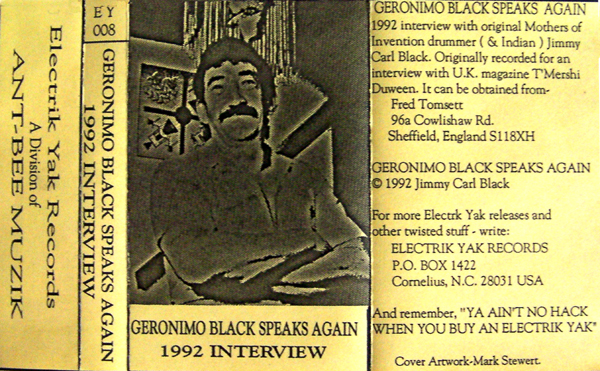 Electrik Yak Records
A Division of
ANT-BEE MUZIK
EY
008
GERONIMO BLACK SPEAKS AGAIN
1992 INTERVIEW
GERONIMO BLACK SPEAKS AGAIN
1992 INTERVIEW
GERONIMO BLACK SPEAKS AGAIN
1992 interview with original Mothers of
Invention drummer ( & Indian ) Jimmy
Carl Black. Originally recorded for an
interview with U.K. magazine T'Mershi
Duween. It can be obtained from-
Fred Tomsett
96a Cowlishaw Rd.
Sheffield, England S118XH
GERONIMO BLACK SPEAKS AGAIN
© 1992 Jimmy Carl Black
For more Electrk Yak releases and
other twisted stuff - write:
ELECTRIK YAK RECORDS
P.O. BOX 1422
Cornelius, N.C. 28031 USA
And remember, "YA AIN'T NO HACK
WHEN YOU BUY AN ELECTRIK YAK"
Cover Artwork-Mark Stewert.